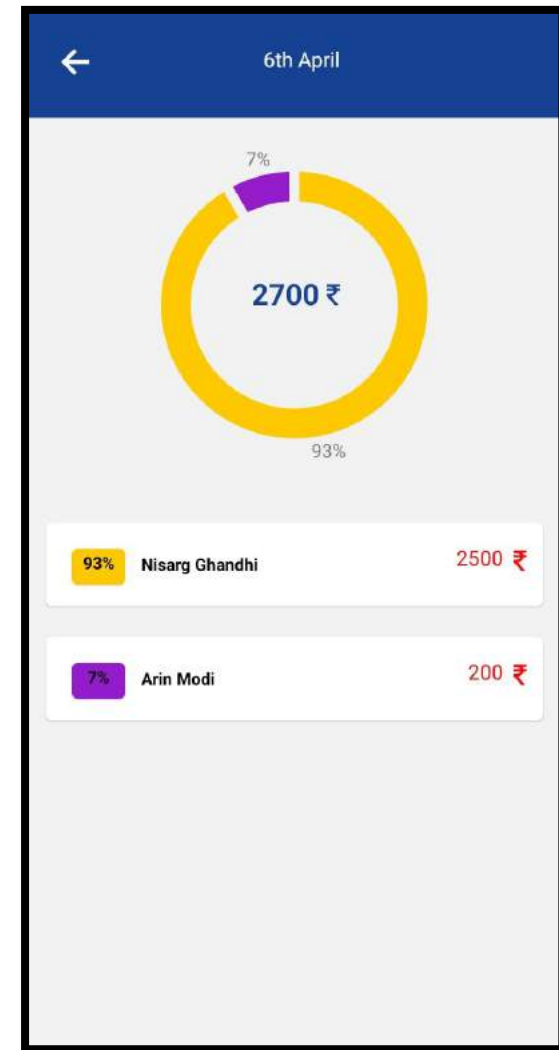 6th April
7%
2700 ₹
93%
93% Nisarg Ghandhi 2500 ₹
7% Arin Modi 200 ₹